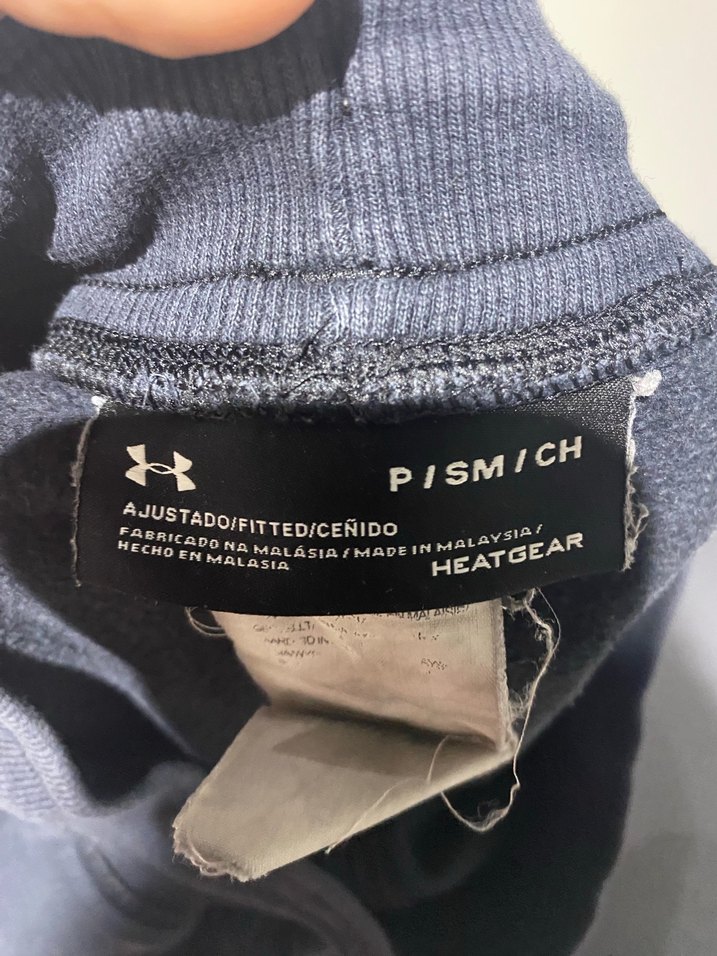 P / SM / CH
AJUSTADO/FITTED/CEÑIDO
FABRICADO NA MALÁSIA / MADE IN MALAYSIA /
HECHO EN MALASIA
HEATGEAR